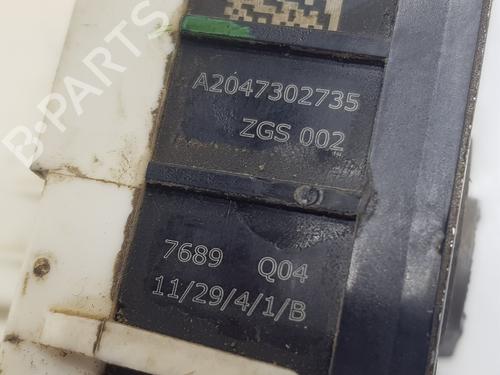 B-PARTS
A2047302735
ZGS 002
7689 Q04
11/29/4/1/B